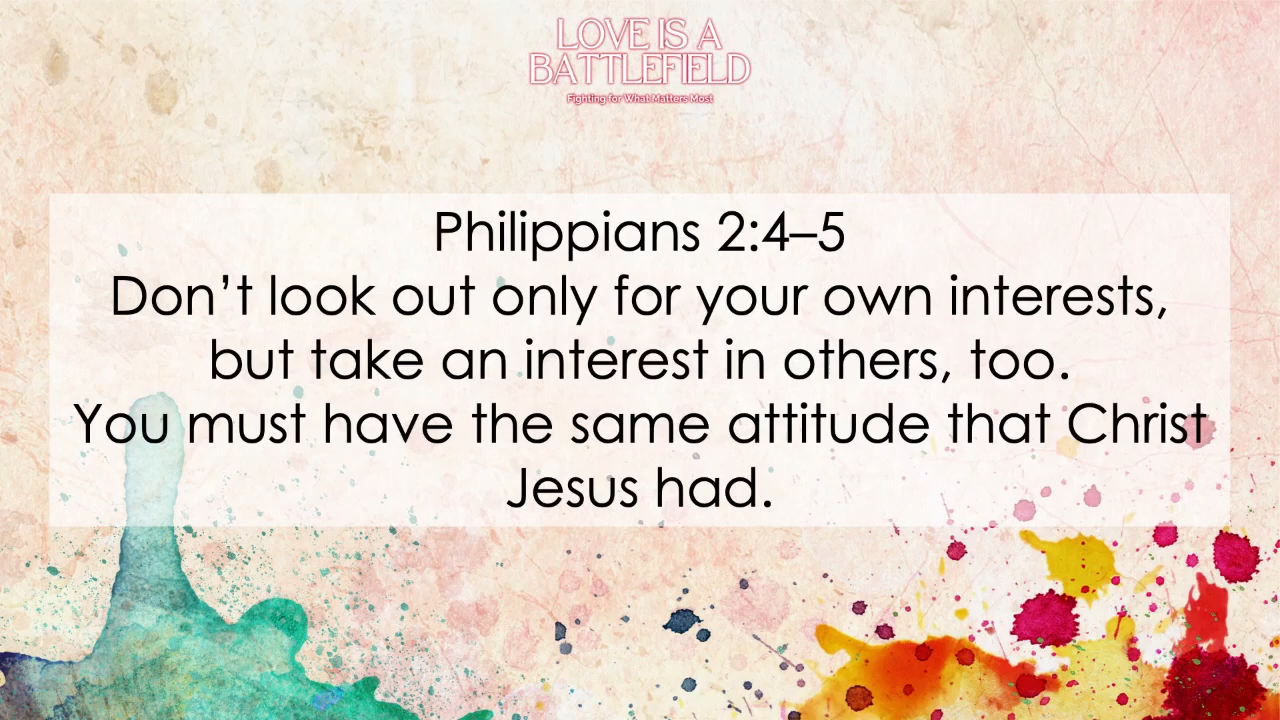 LOVE IS A
BATTLEFIELD
Fighting for What Matters Most
Philippians 2:4–5
Don’t look out only for your own interests,
but take an interest in others, too.
You must have the same attitude that Christ
Jesus had.